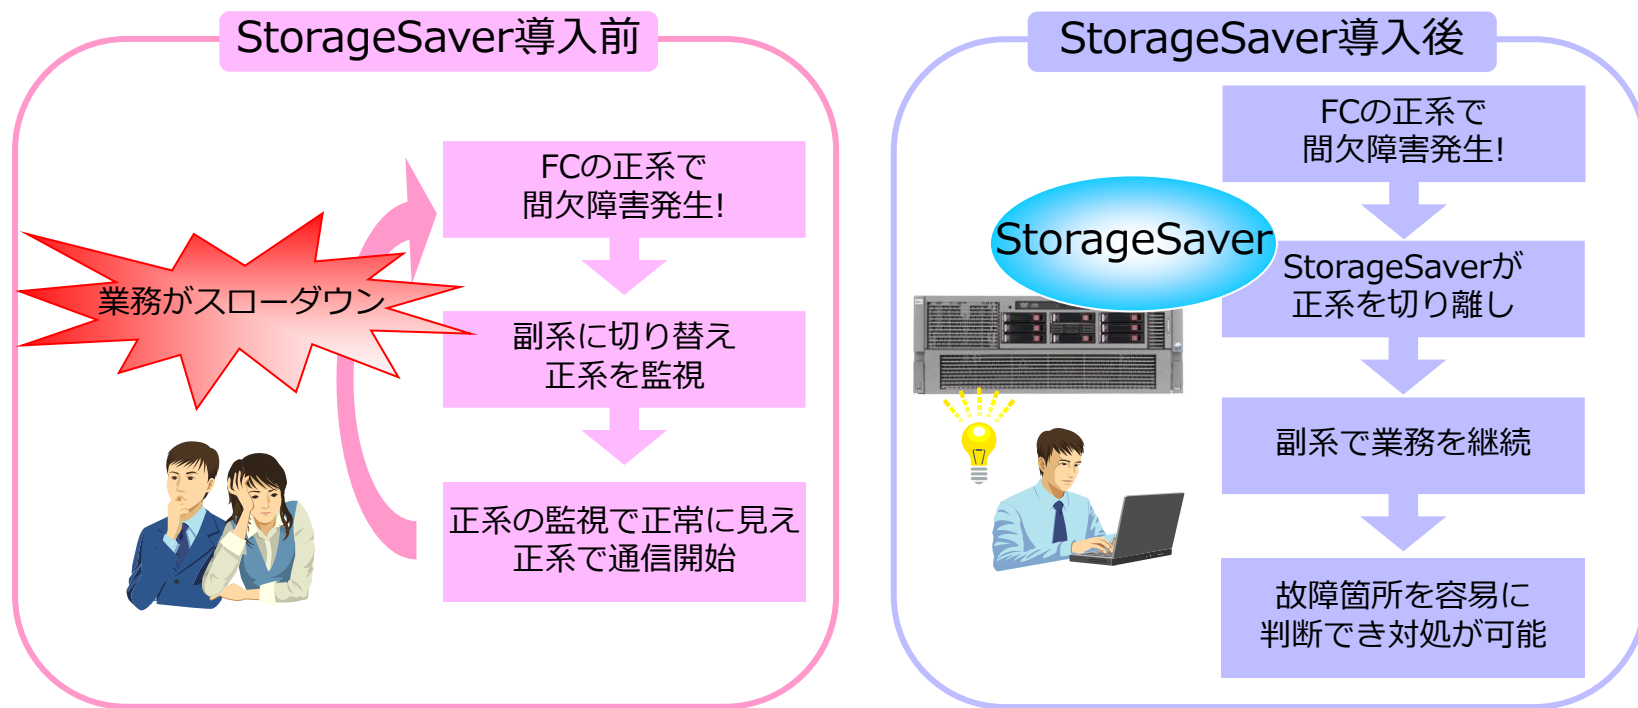 StorageSaver導入前
FCの正系で
間欠障害発生!
業務がスローダウン
副系に切り替え
正系を監視
正系の監視で正常に見え
正系で通信開始
StorageSaver導入後
FCの正系で
間欠障害発生!
StorageSaver
StorageSaverが
正系を切り離し
副系で業務を継続
故障箇所を容易に
判断でき対処が可能